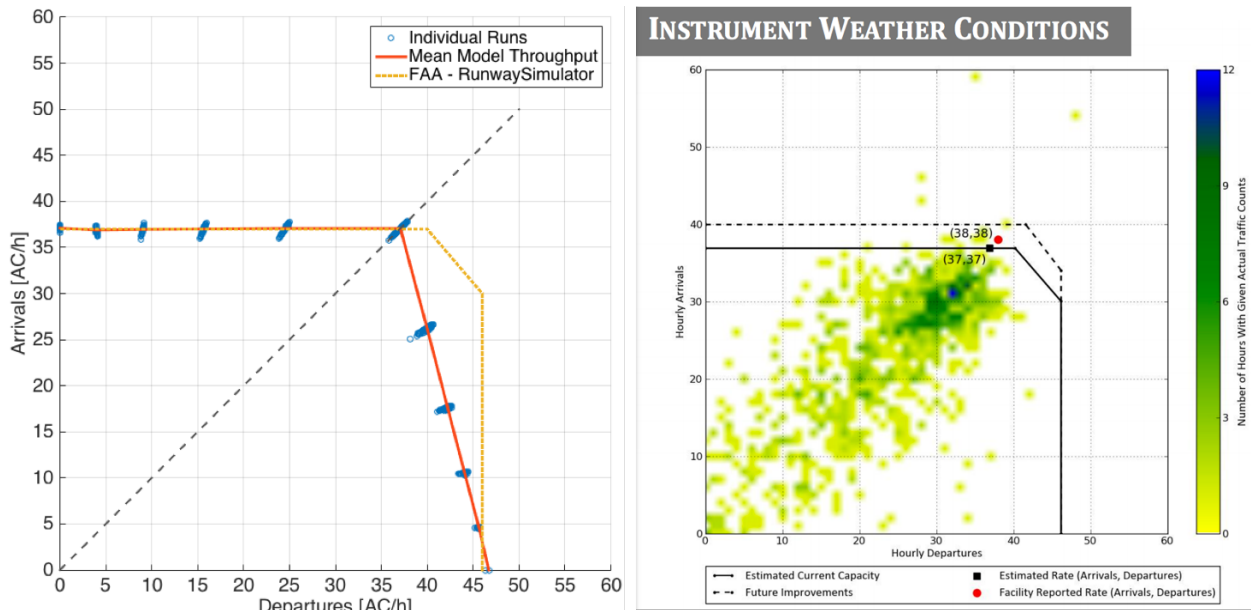 60
55
50
45
40
35
30
25
20
15
10
5
0
Arrivals [AC/h]
Individual Runs
Mean Model Throughput
FAA - RunwaySimulator
0 5 10 15 20 25 30 35 40 45 50 55 60
Departures [AC/h]
INSTRUMENT WEATHER CONDITIONS
60
50
40
30
20
10
0
Hourly Arrivals
(38,38)
(37,37)
0 10 20 30 40 50 60
Hourly Departures
12
9
6
3
0
Number of Hours With Given Actual Traffic Counts
Estimated Current Capacity
Future Improvements
Estimated Rate (Arrivals, Departures)
Facility Reported Rate (Arrivals, Departures)